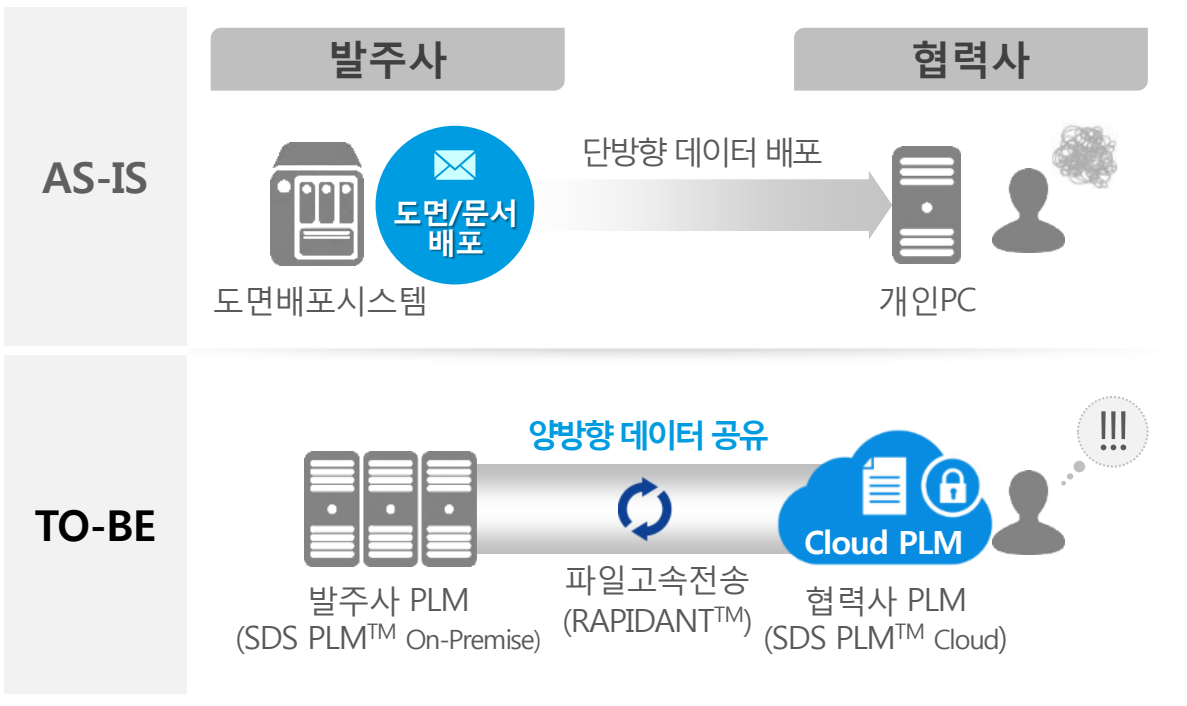 발주사
협력사
AS-IS
단방향 데이터 배포
도면/문서
배포
도면배포시스템
개인PC
TO-BE
양방향 데이터 공유
!!!
Cloud PLM
발주사 PLM
(SDS PLM™ On-Premise)
파일고속전송
(RAPIDANT™)
협력사 PLM
(SDS PLM™ Cloud)